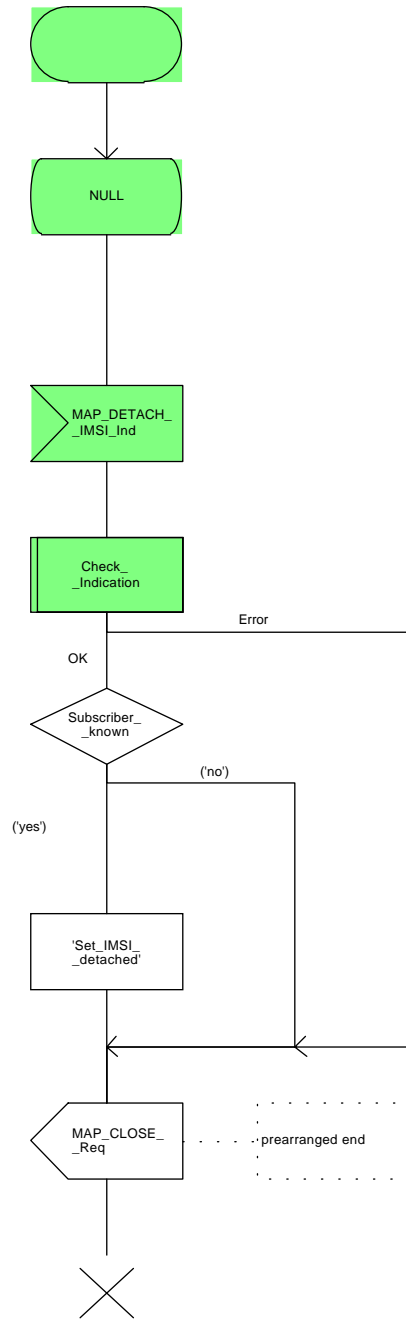 NULL
MAP_DETACH_
_IMSI_Ind
Check_
_Indication
Error
OK
Subscriber_
_known
('no')
('yes')
'Set_IMSI_
_detached'
MAP_CLOSE_
_Req
prearranged end